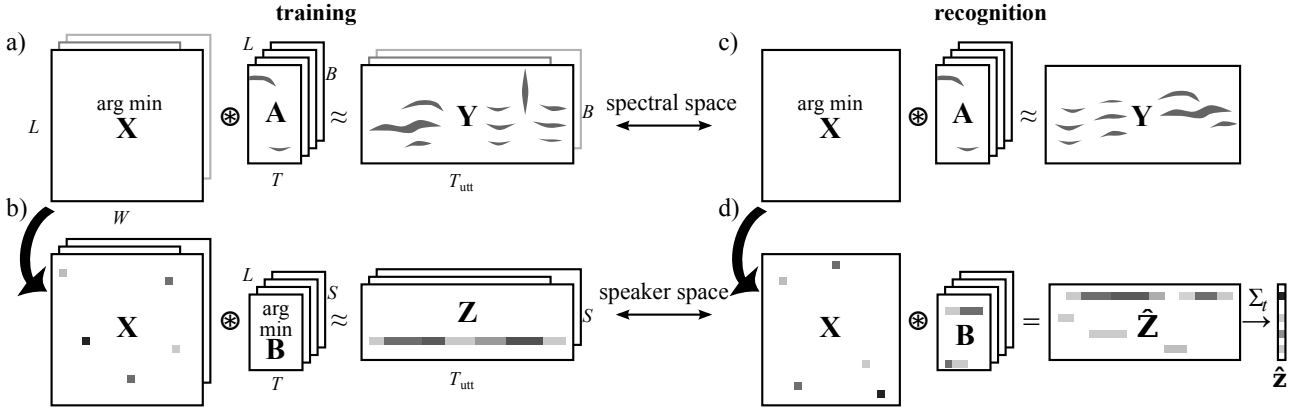 training
recognition
a)
L
arg min
X
⊛
L
B
A
T
≈
Y
B
T_utt
spectral space
c)
arg min
X
⊛
A
≈
Y
b)
W
X
⊛
L
S
arg
min
B
T
≈
Z
S
T_utt
speaker space
d)
X
⊛
B
=
Ẑ
Σ_t
ẑ